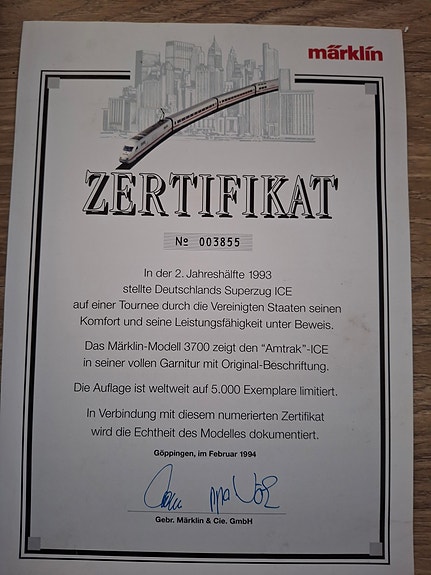 märklin
ZERTIFIKAT
Nº 003855
In der 2. Jahreshälfte 1993
stellte Deutschlands Superzug ICE
auf einer Tournee durch die Vereinigten Staaten seinen
Komfort und seine Leistungsfähigkeit unter Beweis.
Das Märklin-Modell 3700 zeigt den "Amtrak"-ICE
in seiner vollen Garnitur mit Original-Beschriftung.
Die Auflage ist weltweit auf 5.000 Exemplare limitiert.
In Verbindung mit diesem numerierten Zertifikat
wird die Echtheit des Modelles dokumentiert.
Göppingen, im Februar 1994
Gebr. Märklin & Cie. GmbH